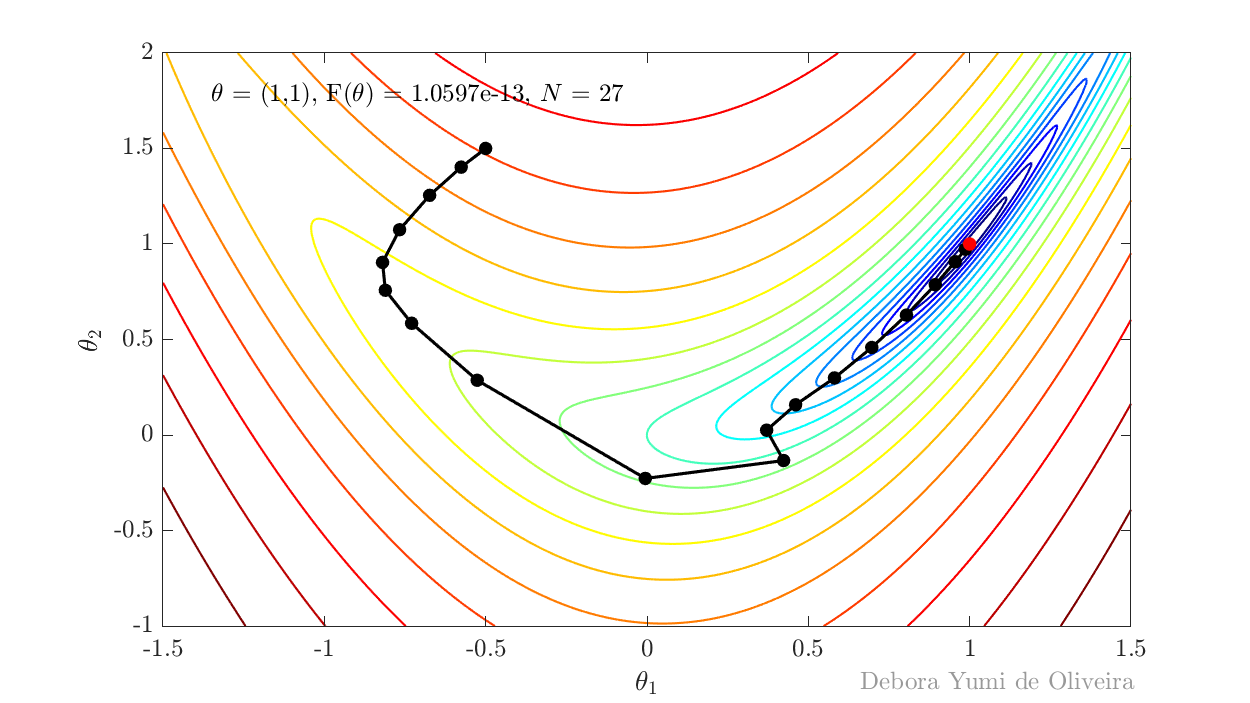 2
θ = (1,1), F(θ) = 1.0597e-13, N = 27
1.5
1
0.5
θ₂
0
-0.5
-1
-1.5 -1 -0.5 0 0.5 1 1.5
θ₁
Debora Yumi de Oliveira